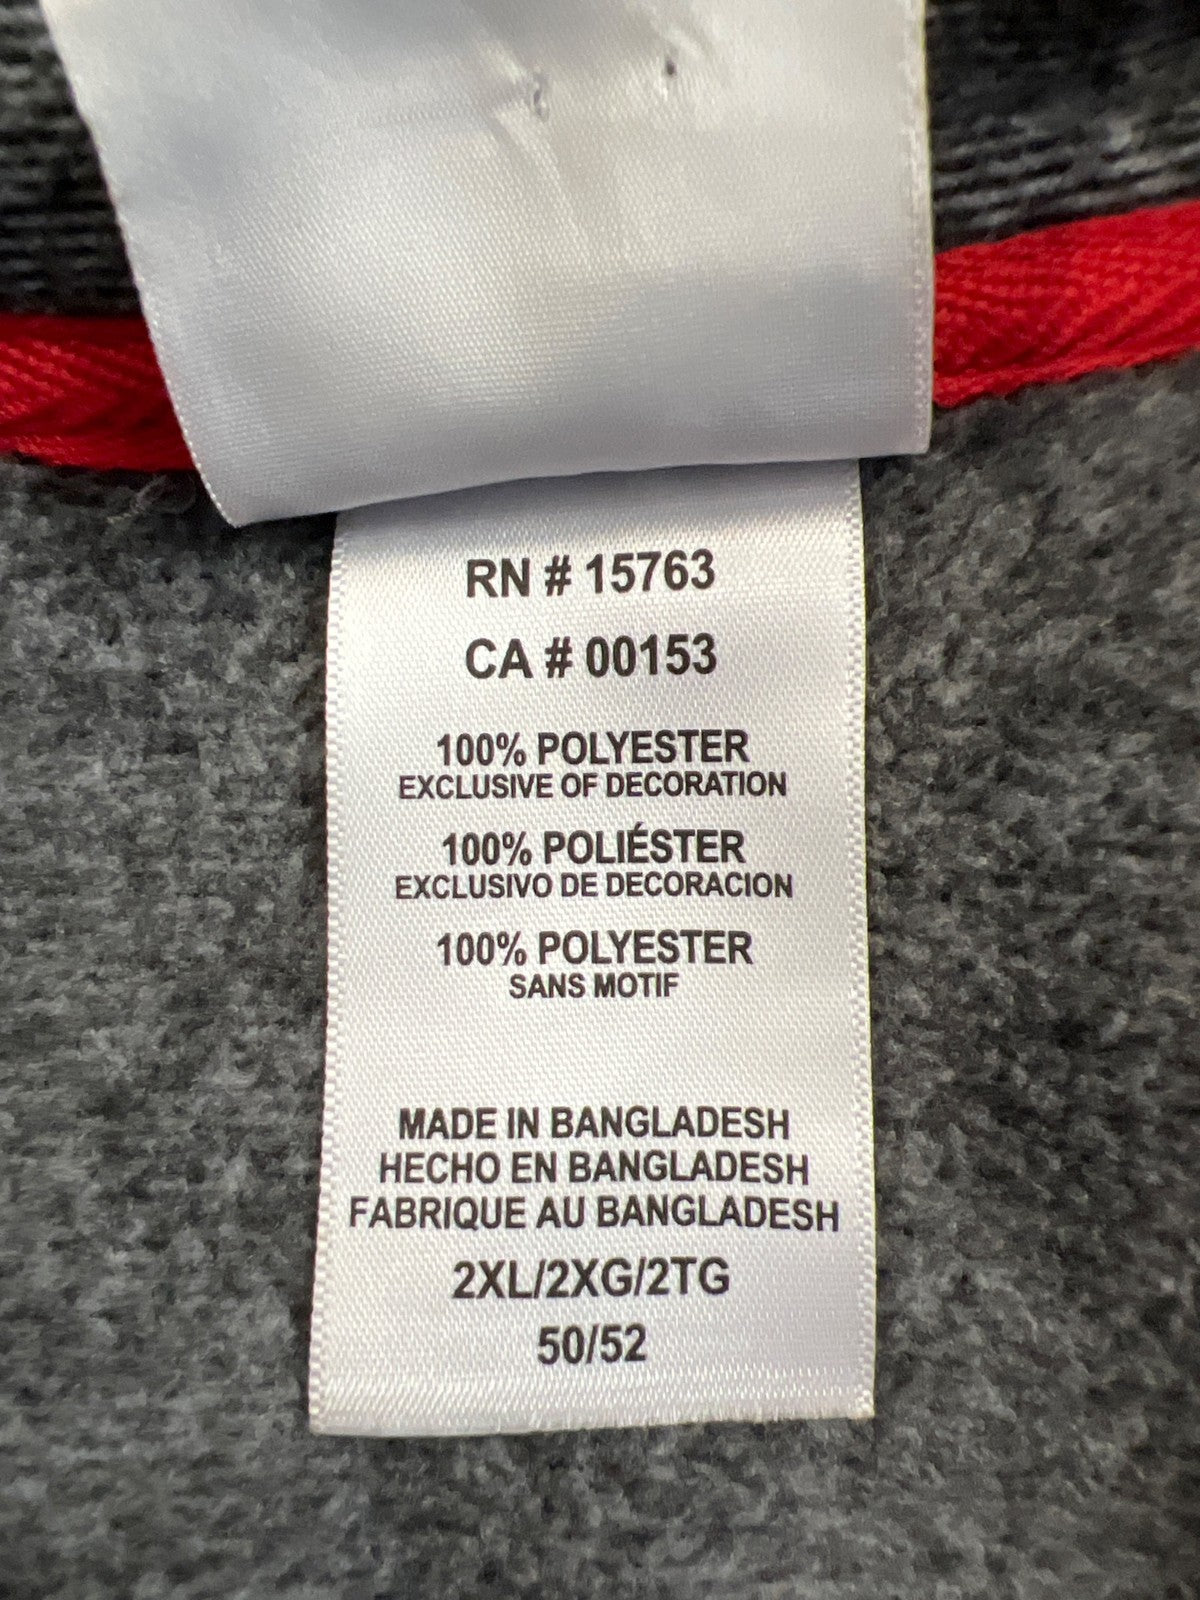 RN # 15763
CA # 00153
100% POLYESTER
EXCLUSIVE OF DECORATION
100% POLIÉSTER
EXCLUSIVO DE DECORACION
100% POLYESTER
SANS MOTIF
MADE IN BANGLADESH
HECHO EN BANGLADESH
FABRIQUE AU BANGLADESH
2XL/2XG/2TG
50/52